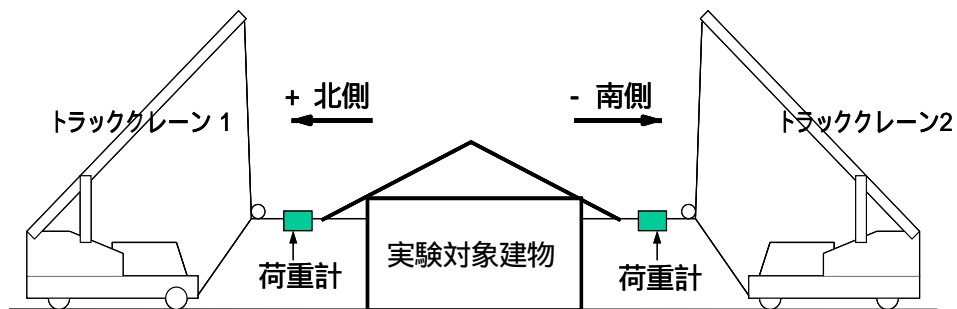 + 北側
- 南側
トラッククレーン 1
トラッククレーン2
実験対象建物
荷重計
荷重計